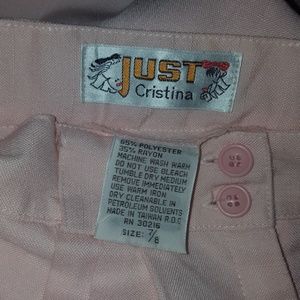 JUST
Cristina
65% POLYESTER
35% RAYON
MACHINE WASH WARM
DO NOT USE BLEACH
TUMBLE DRY MEDIUM
REMOVE IMMEDIATELY
USE WARM IRON
DRY CLEANABLE IN
PETROLEUM SOLVENTS
MADE IN TAIWAN R.O.C
RN 30216
SIZE: 7/8